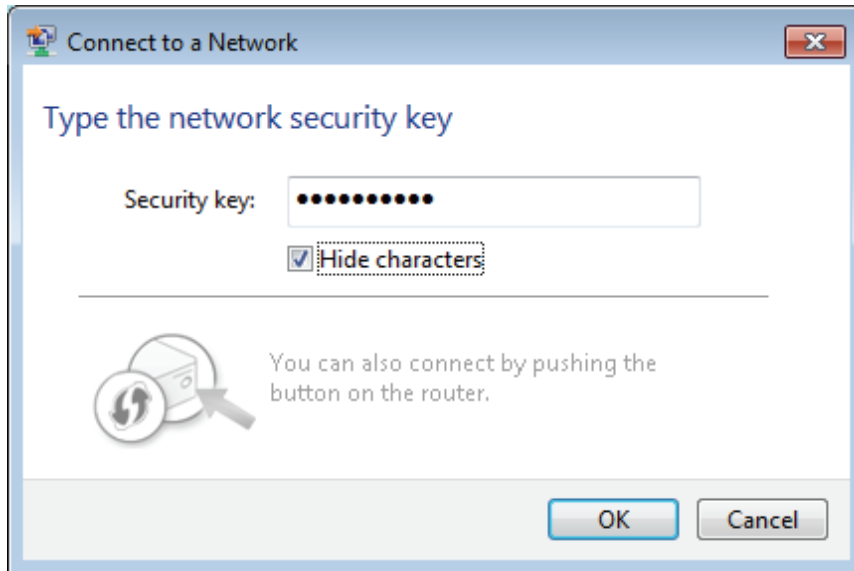 Connect to a Network
Type the network security key
Security key: ••••••••••
Hide characters
You can also connect by pushing the
button on the router.
OK Cancel